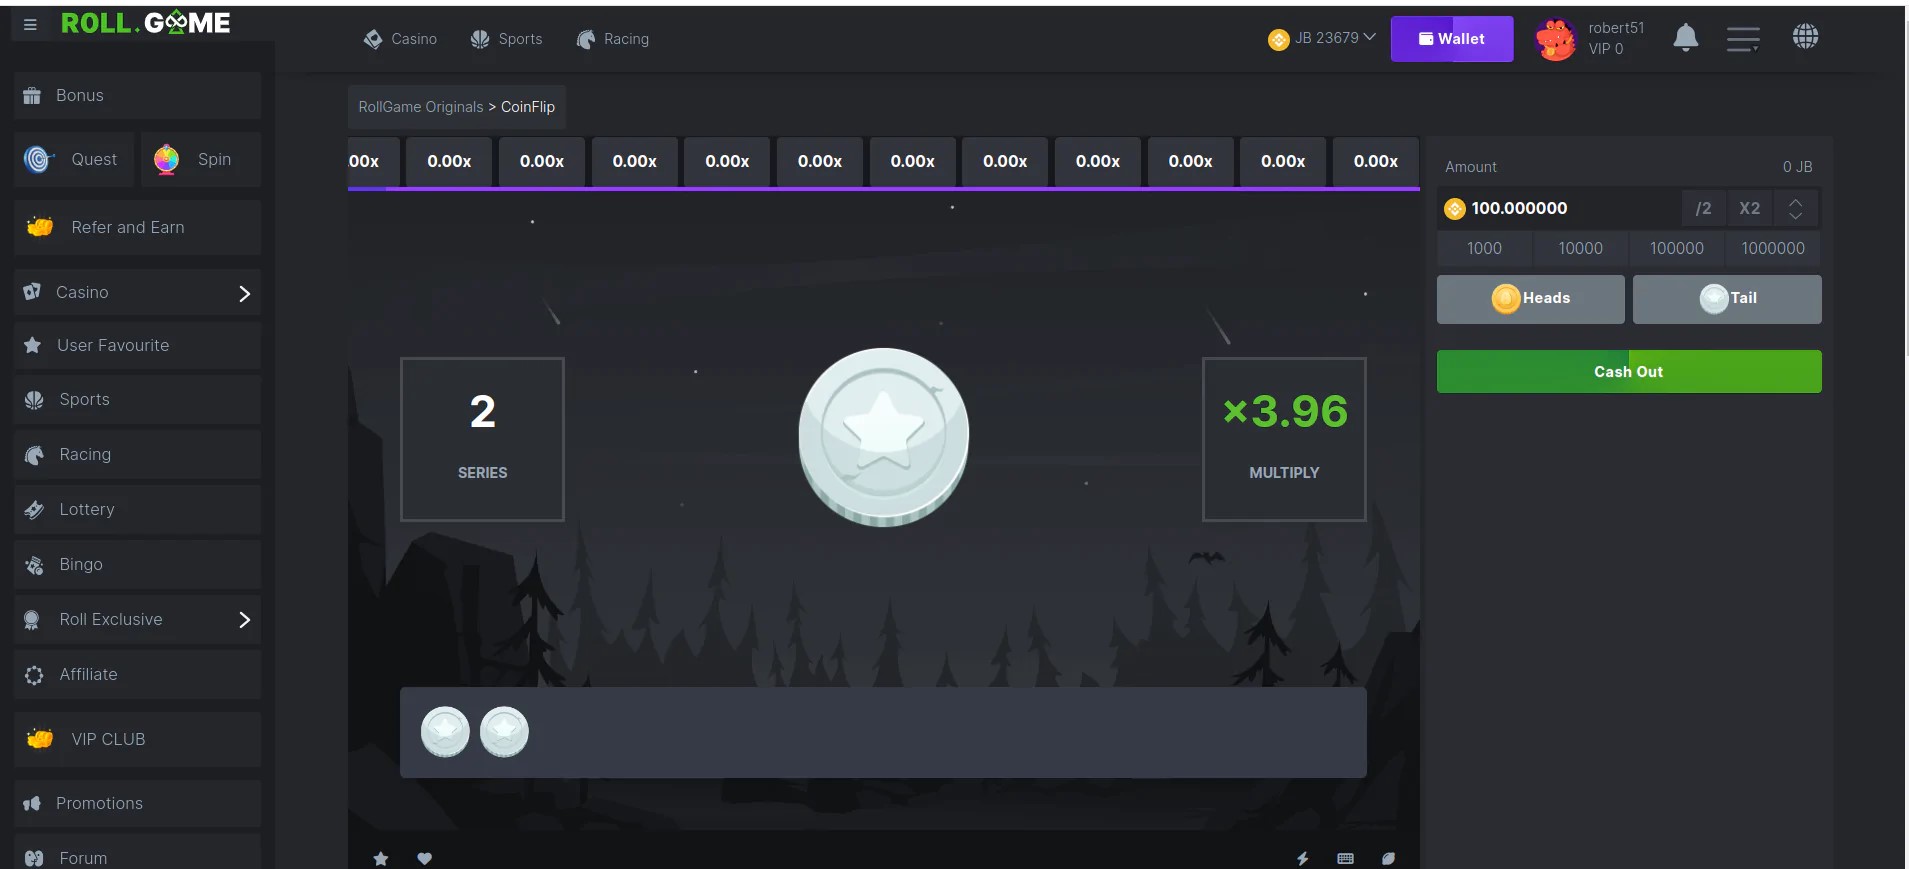 ROLL.GAME
Casino
Sports
Racing
JB 23679
Wallet
robert51
VIP 0
Bonus
Quest
Spin
Refer and Earn
Casino
User Favourite
Sports
Racing
Lottery
Bingo
Roll Exclusive
Affiliate
VIP CLUB
Promotions
Forum
RollGame Originals > CoinFlip
.00x 0.00x 0.00x 0.00x 0.00x 0.00x 0.00x 0.00x 0.00x 0.00x 0.00x 0.00x
2
SERIES
×3.96
MULTIPLY
Amount 0 JB
100.000000 /2 X2
1000 10000 100000 1000000
Heads Tail
Cash Out